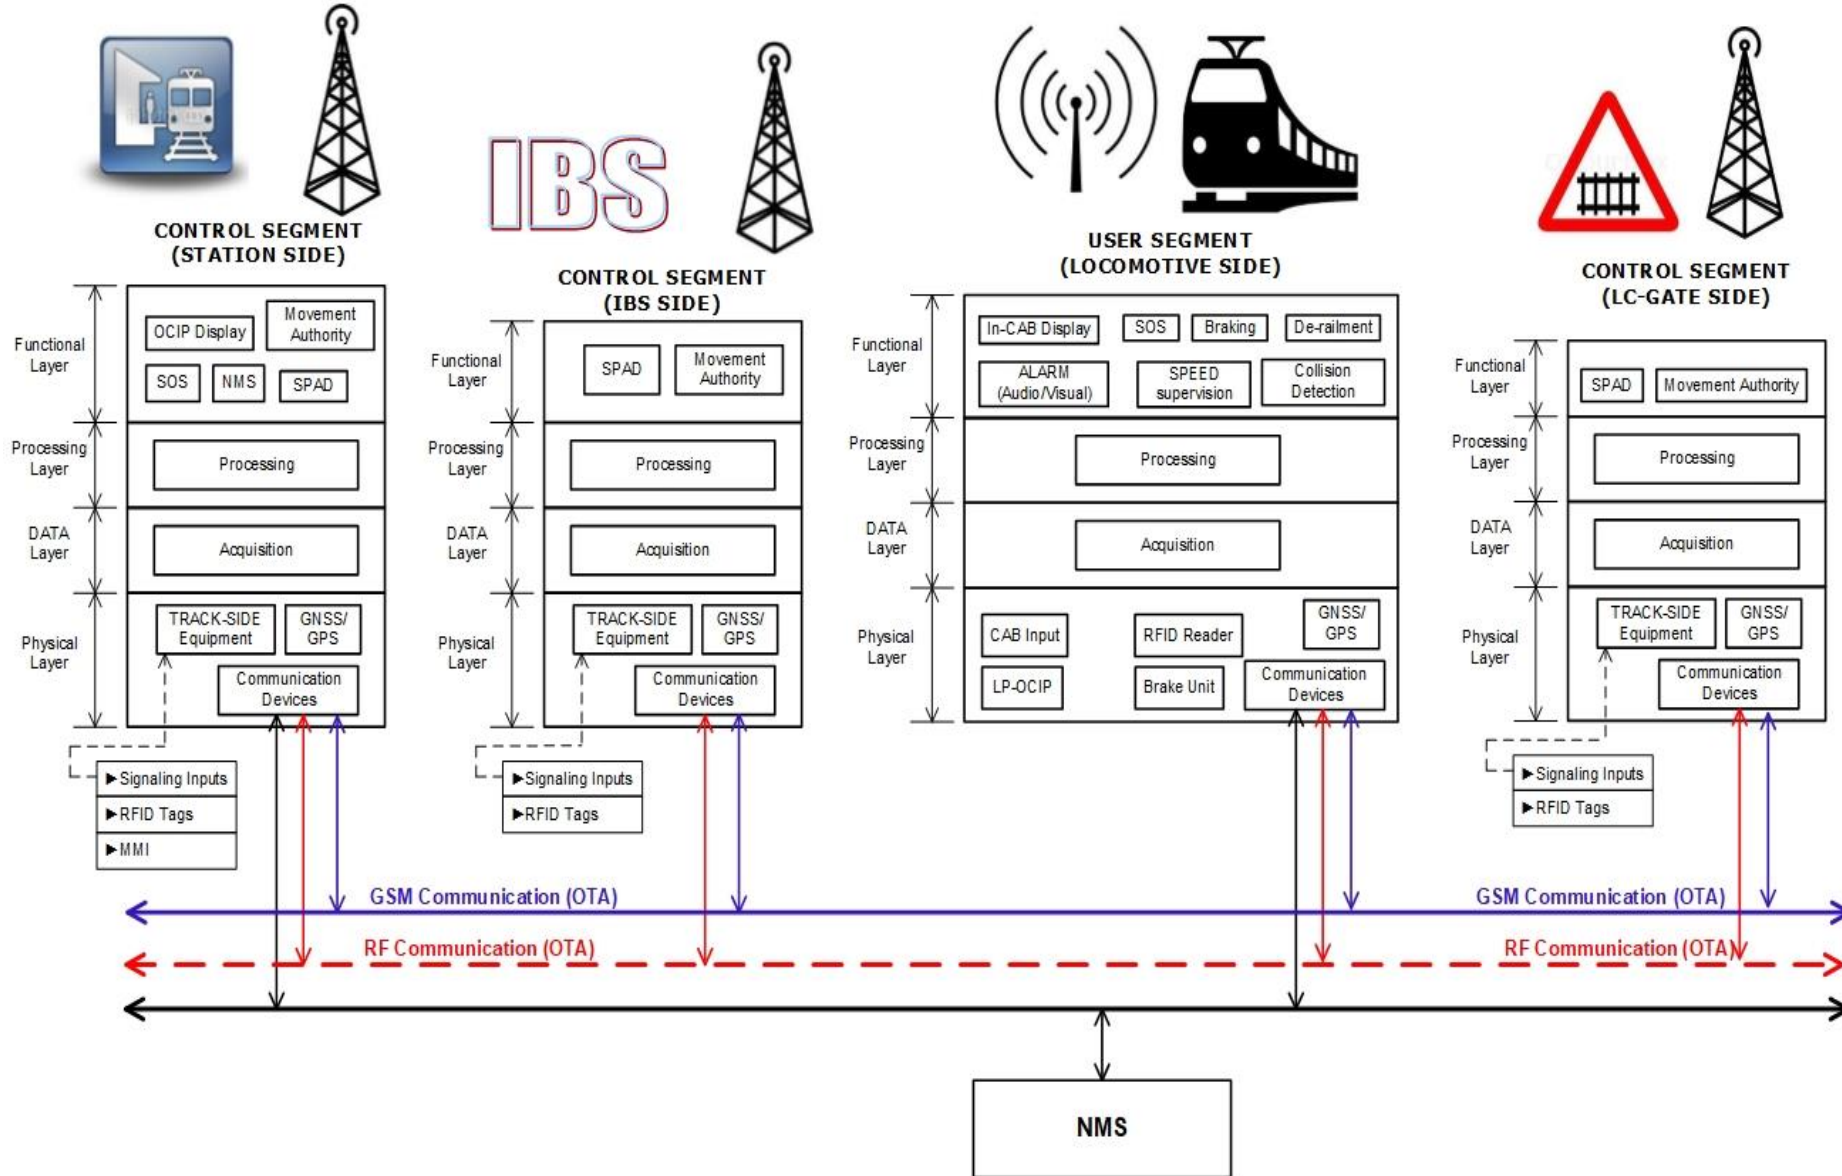 IBS
CONTROL SEGMENT
(STATION SIDE)
Functional
Layer
OCIP Display
Movement
Authority
SOS
NMS
SPAD
Processing
Layer
Processing
DATA
Layer
Acquisition
Physical
Layer
TRACK-SIDE
Equipment
GNSS/
GPS
Communication
Devices
►Signaling Inputs
►RFID Tags
►MMI
CONTROL SEGMENT
(IBS SIDE)
Functional
Layer
SPAD
Movement
Authority
Processing
Layer
Processing
DATA
Layer
Acquisition
Physical
Layer
TRACK-SIDE
Equipment
GNSS/
GPS
Communication
Devices
►Signaling Inputs
►RFID Tags
USER SEGMENT
(LOCOMOTIVE SIDE)
Functional
Layer
In-CAB Display
SOS
Braking
De-railment
ALARM
(Audio/Visual)
SPEED
supervision
Collision
Detection
Processing
Layer
Processing
DATA
Layer
Acquisition
Physical
Layer
CAB Input
RFID Reader
GNSS/
GPS
LP-OCIP
Brake Unit
Communication
Devices
CONTROL SEGMENT
(LC-GATE SIDE)
Functional
Layer
SPAD
Movement Authority
Processing
Layer
Processing
DATA
Layer
Acquisition
Physical
Layer
TRACK-SIDE
Equipment
GNSS/
GPS
Communication
Devices
►Signaling Inputs
►RFID Tags
GSM Communication (OTA)
GSM Communication (OTA)
RF Communication (OTA)
RF Communication (OTA)
NMS